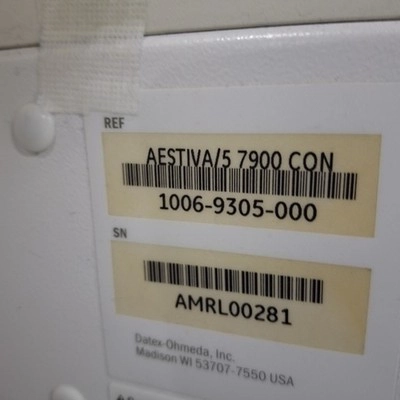 REF
AESTIVA/5 7900 CON
1006-9305-000
SN
AMRL00281
Datex-Ohmeda, Inc.
Madison WI 53707-7550 USA